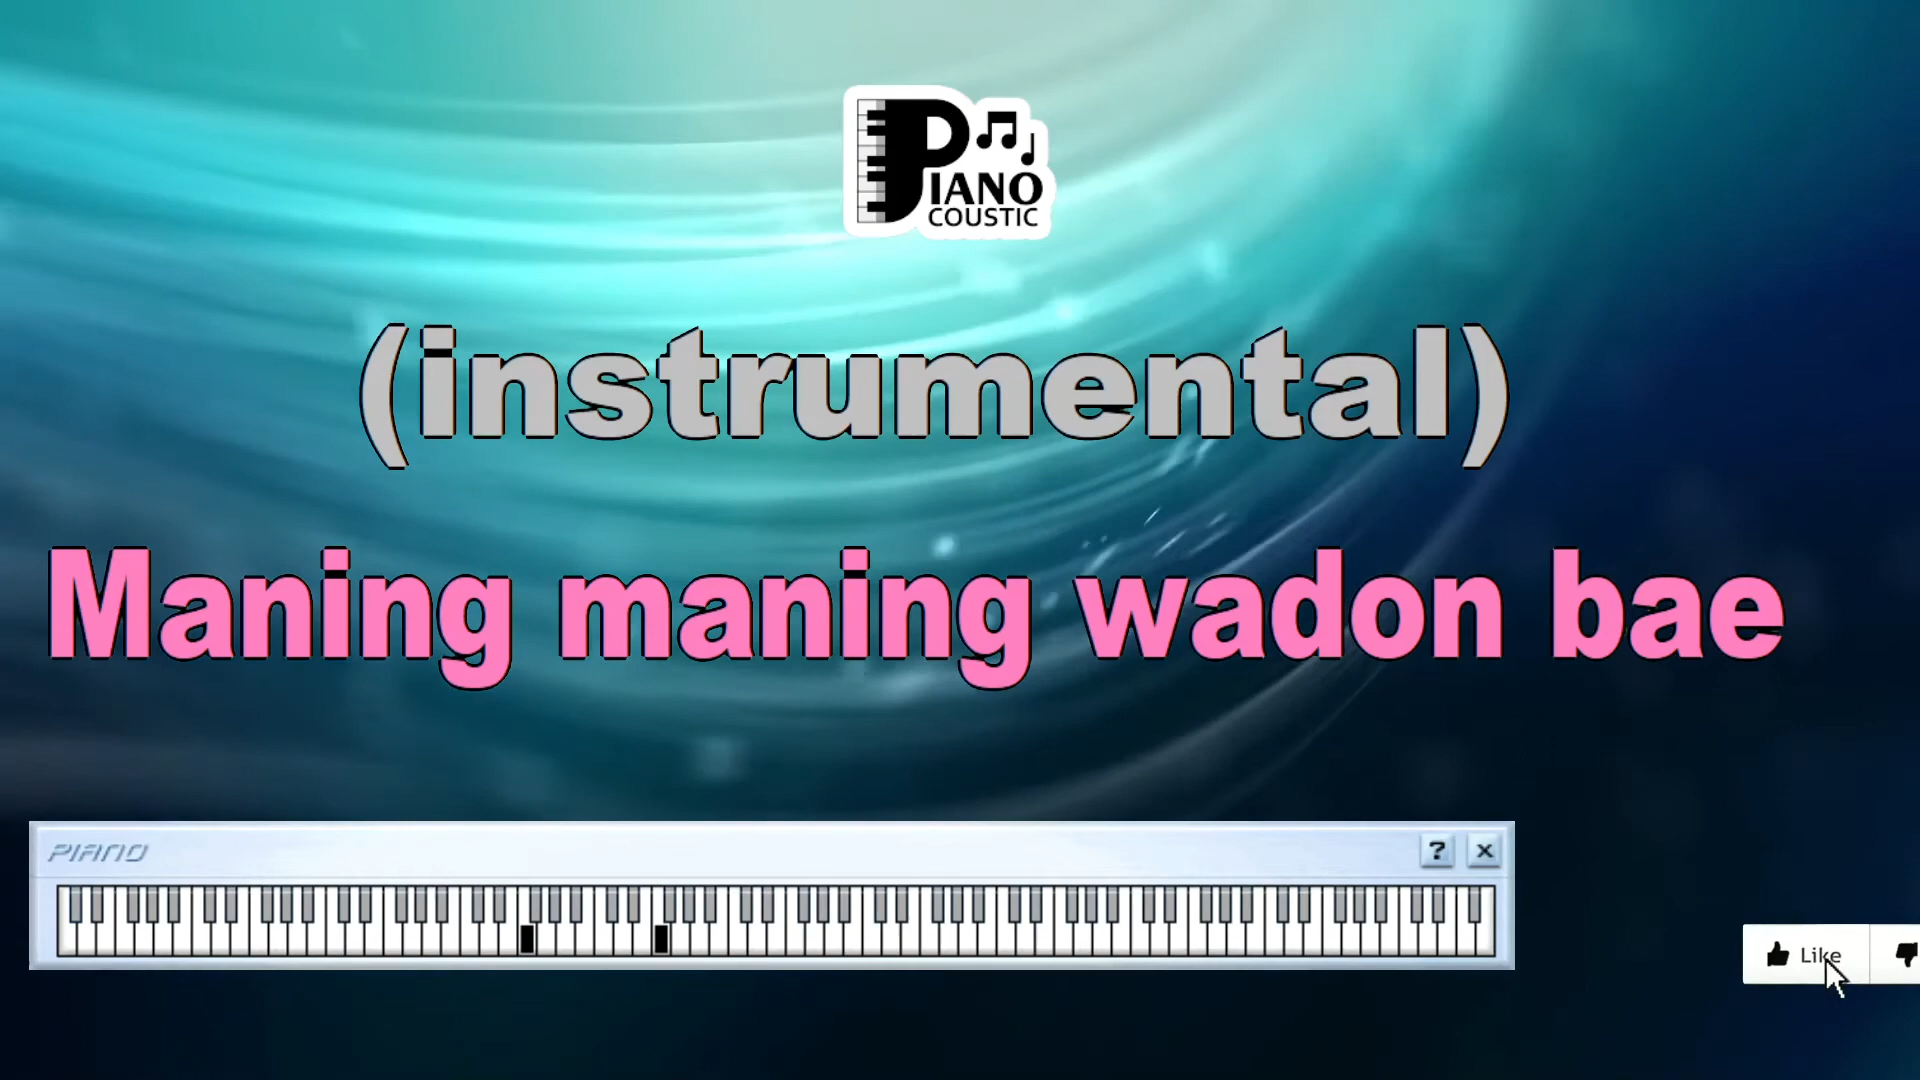 PIANO
COUSTIC
(instrumental)
Maning maning wadon bae
PIANO
?
Like